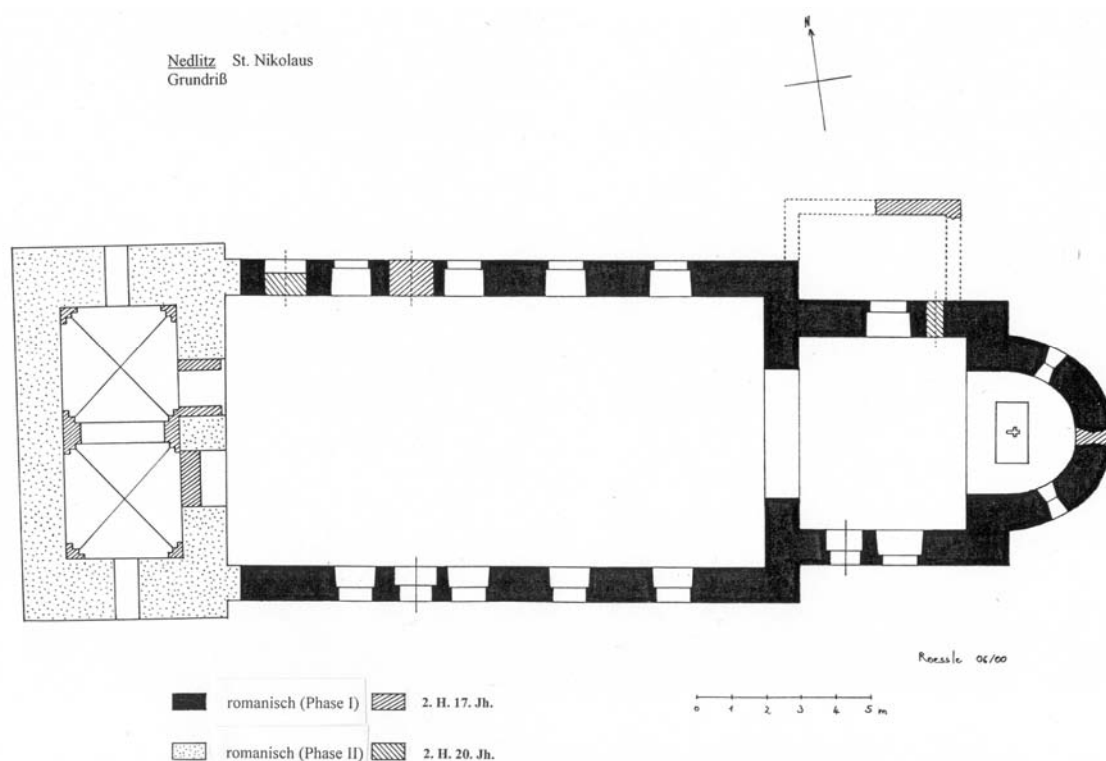 N
Nedlitz St. Nikolaus
Grundriß
Roessle 06/00
romanisch (Phase I) 2. H. 17. Jh.
0 1 2 3 4 5 m
romanisch (Phase II) 2. H. 20. Jh.